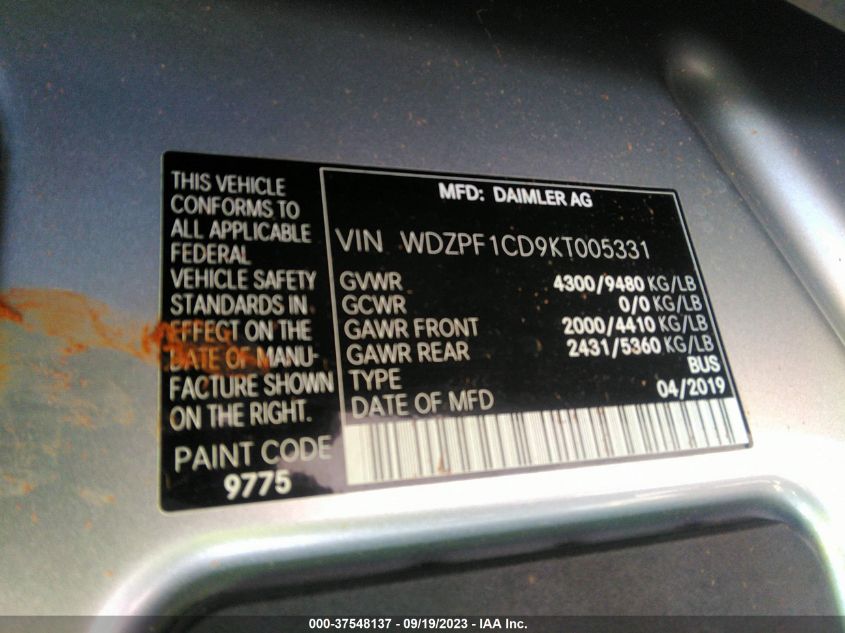 THIS VEHICLE
CONFORMS TO
ALL APPLICABLE
FEDERAL
VEHICLE SAFETY
STANDARDS IN
EFFECT ON THE
DATE OF MANU-
FACTURE SHOWN
ON THE RIGHT.
PAINT CODE
9775
MFD: DAIMLER AG
VIN WDZPF1CD9KT005331
GVWR 4300/9480 KG/LB
GCWR 0/0 KG/LB
GAWR FRONT 2000/4410 KG/LB
GAWR REAR 2431/5360 KG/LB
TYPE BUS
DATE OF MFD 04/2019
000-37548137 - 09/19/2023 - IAA Inc.